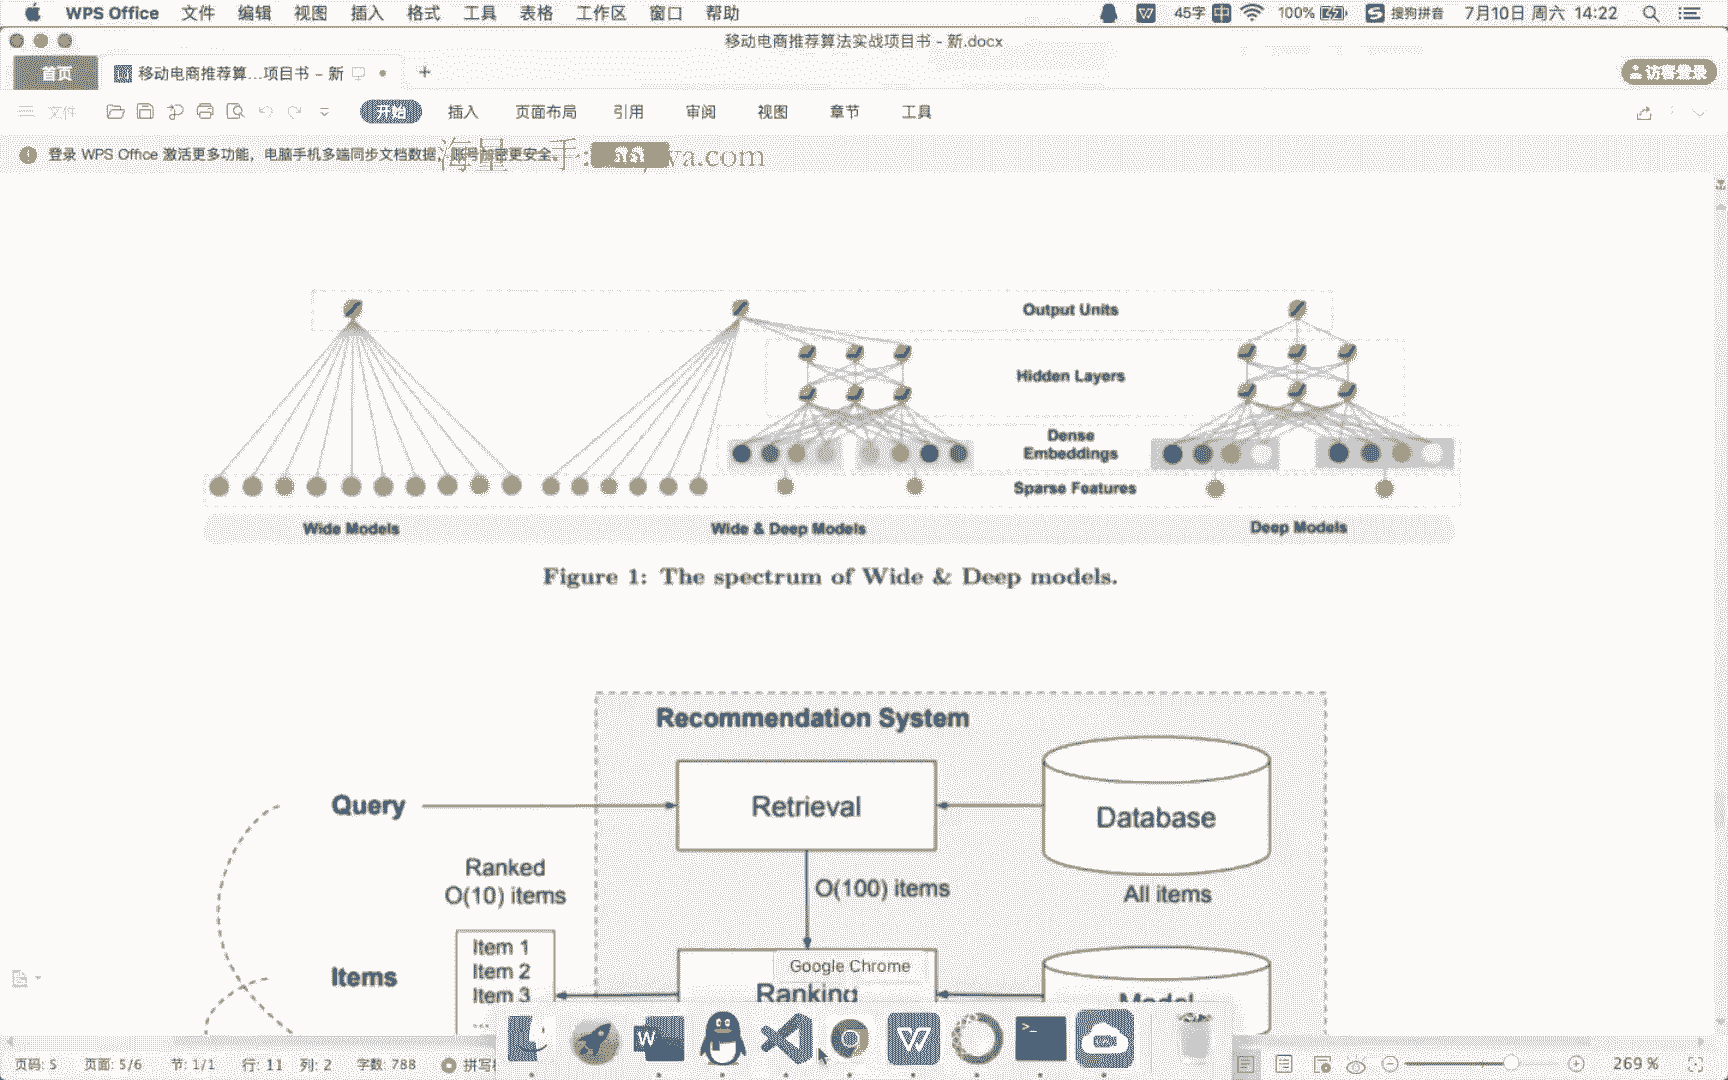 WPS Office 文件 编辑 视图 插入 格式 工具 表格 工作区 窗口 帮助 45字 中 100% 搜狗拼音 7月10日 周六 14:22
移动电商推荐算法实战项目书 - 新.docx
首页 移动电商推荐算...项目书 - 新 + 访客登录
文件 开始 插入 页面布局 引用 审阅 视图 章节 工具
登录 WPS Office 激活更多功能，电脑手机多端同步文档数据，账号加密更安全。
海量 手: va.com
Output Units
Hidden Layers
Dense
Embeddings
Sparse Features
Wide Models Wide & Deep Models Deep Models
Figure 1: The spectrum of Wide & Deep models.
Recommendation System
Query Retrieval Database
Ranked
O(10) items O(100) items All items
Item 1
Item 2
Items Item 3 Ranking Model
...
Google Chrome
页码: 5 页面: 5/6 节: 1/1 行: 11 列: 2 字数: 788 拼写 269 %